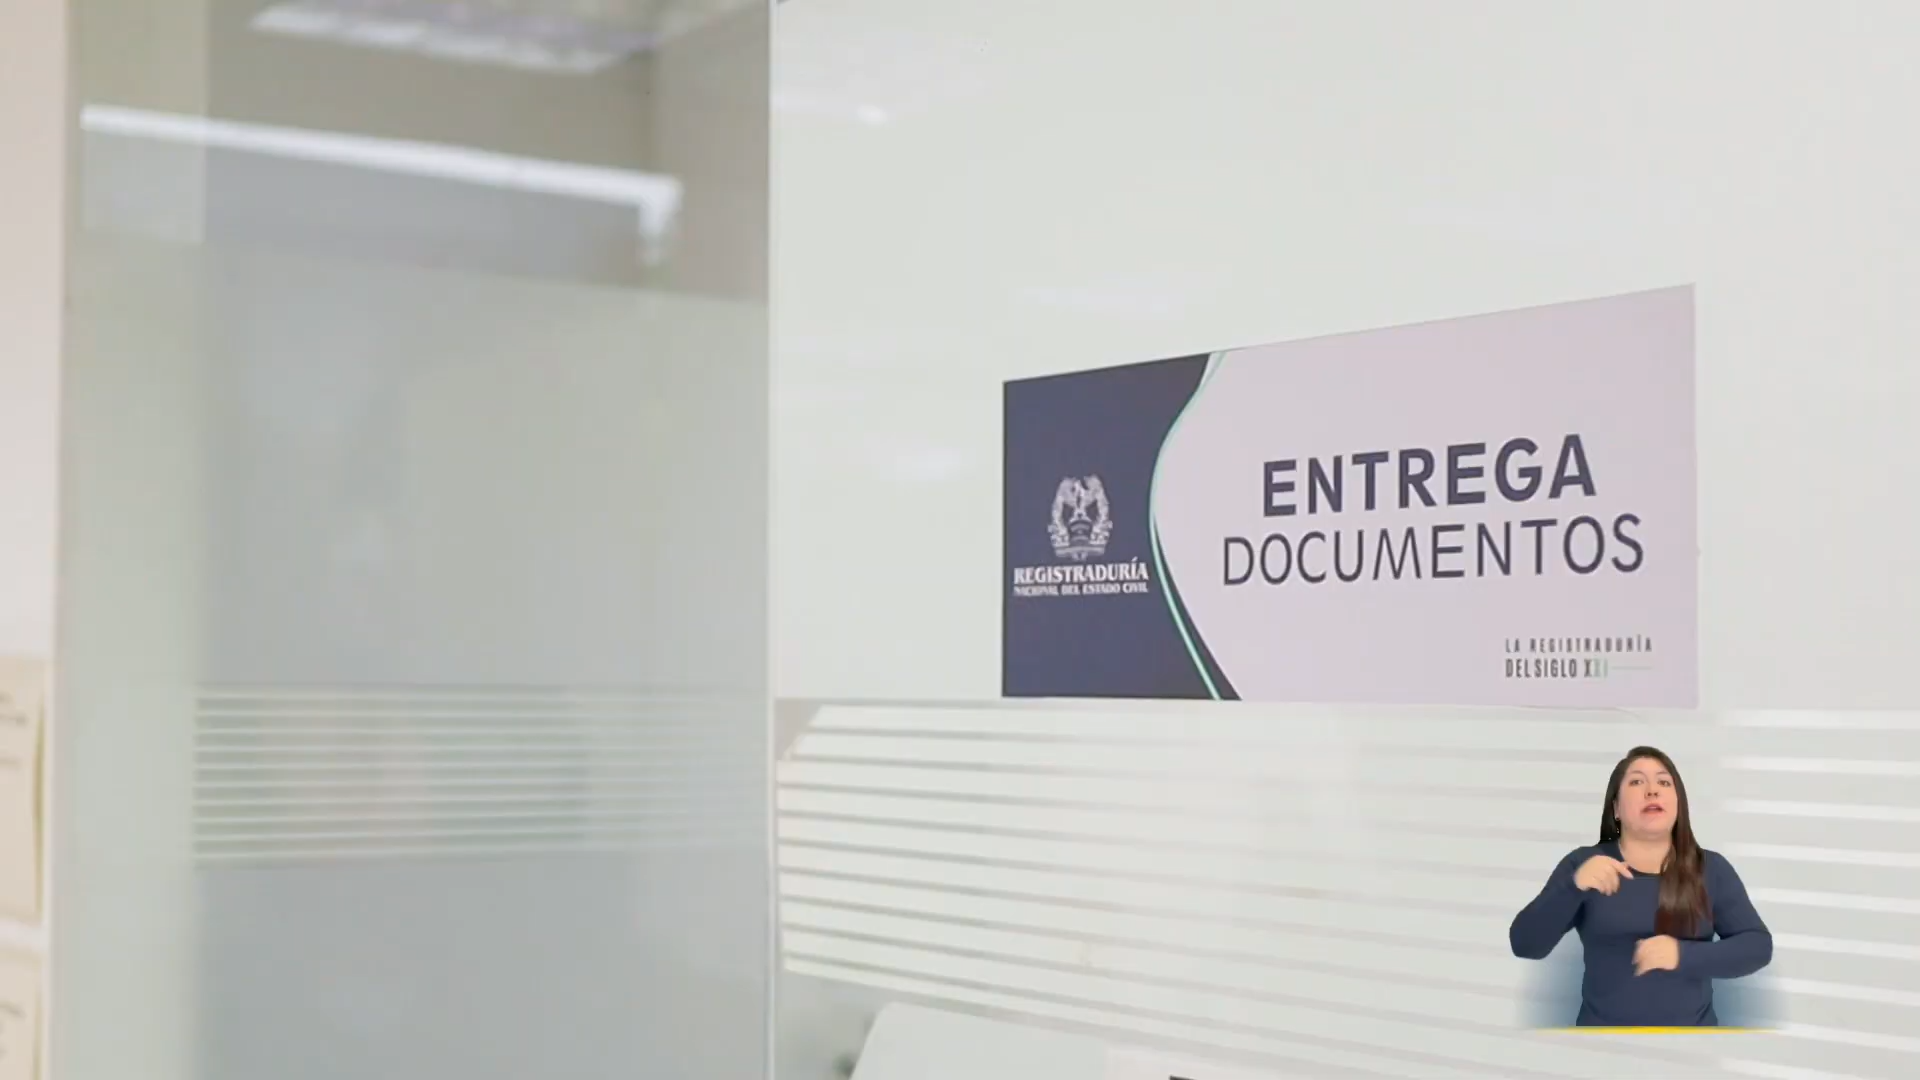 ENTREGA
DOCUMENTOS
REGISTRADURÍA
NACIONAL DEL ESTADO CIVIL
LA REGISTRADURÍA
DEL SIGLO XXI